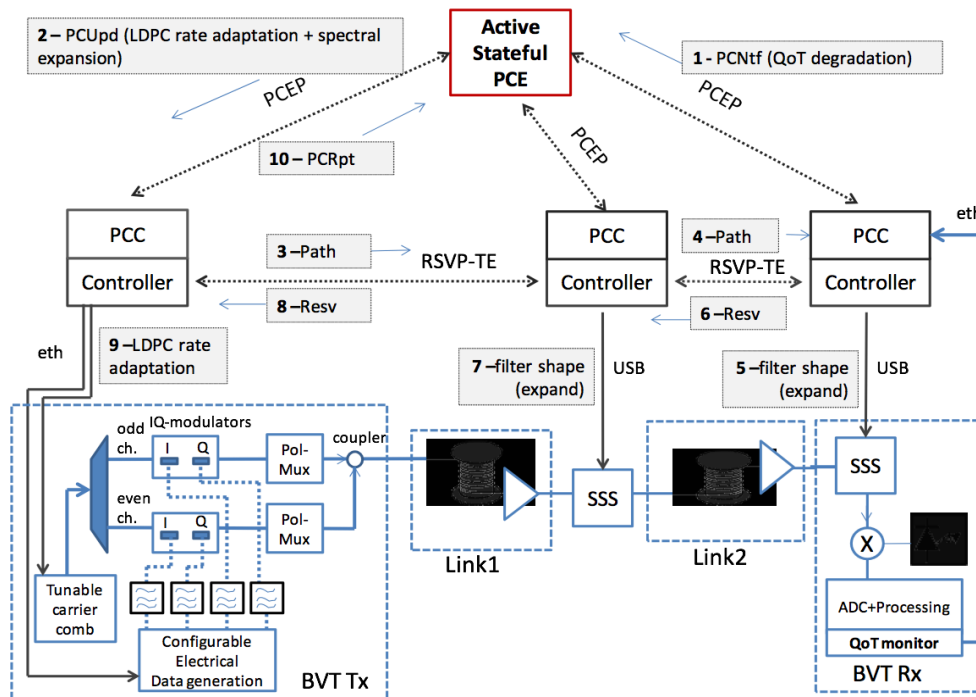 2 – PCUpd (LDPC rate adaptation + spectral
expansion)
Active
Stateful
PCE
1 - PCNtf (QoT degradation)
PCEP
PCEP
PCEP
10 – PCRpt
PCC
Controller
PCC
Controller
PCC
Controller
eth
3 –Path
RSVP-TE
8 – Resv
4 –Path
RSVP-TE
6 –Resv
eth
9 –LDPC rate
adaptation
7 –filter shape
(expand)
USB
5 –filter shape
(expand)
USB
odd
ch.
IQ-modulators
I
Q
Pol-
Mux
coupler
even
ch.
I
Q
Pol-
Mux
Tunable
carrier
comb
Configurable
Electrical
Data generation
BVT Tx
Link1
SSS
Link2
SSS
X
ADC+Processing
QoT monitor
BVT Rx